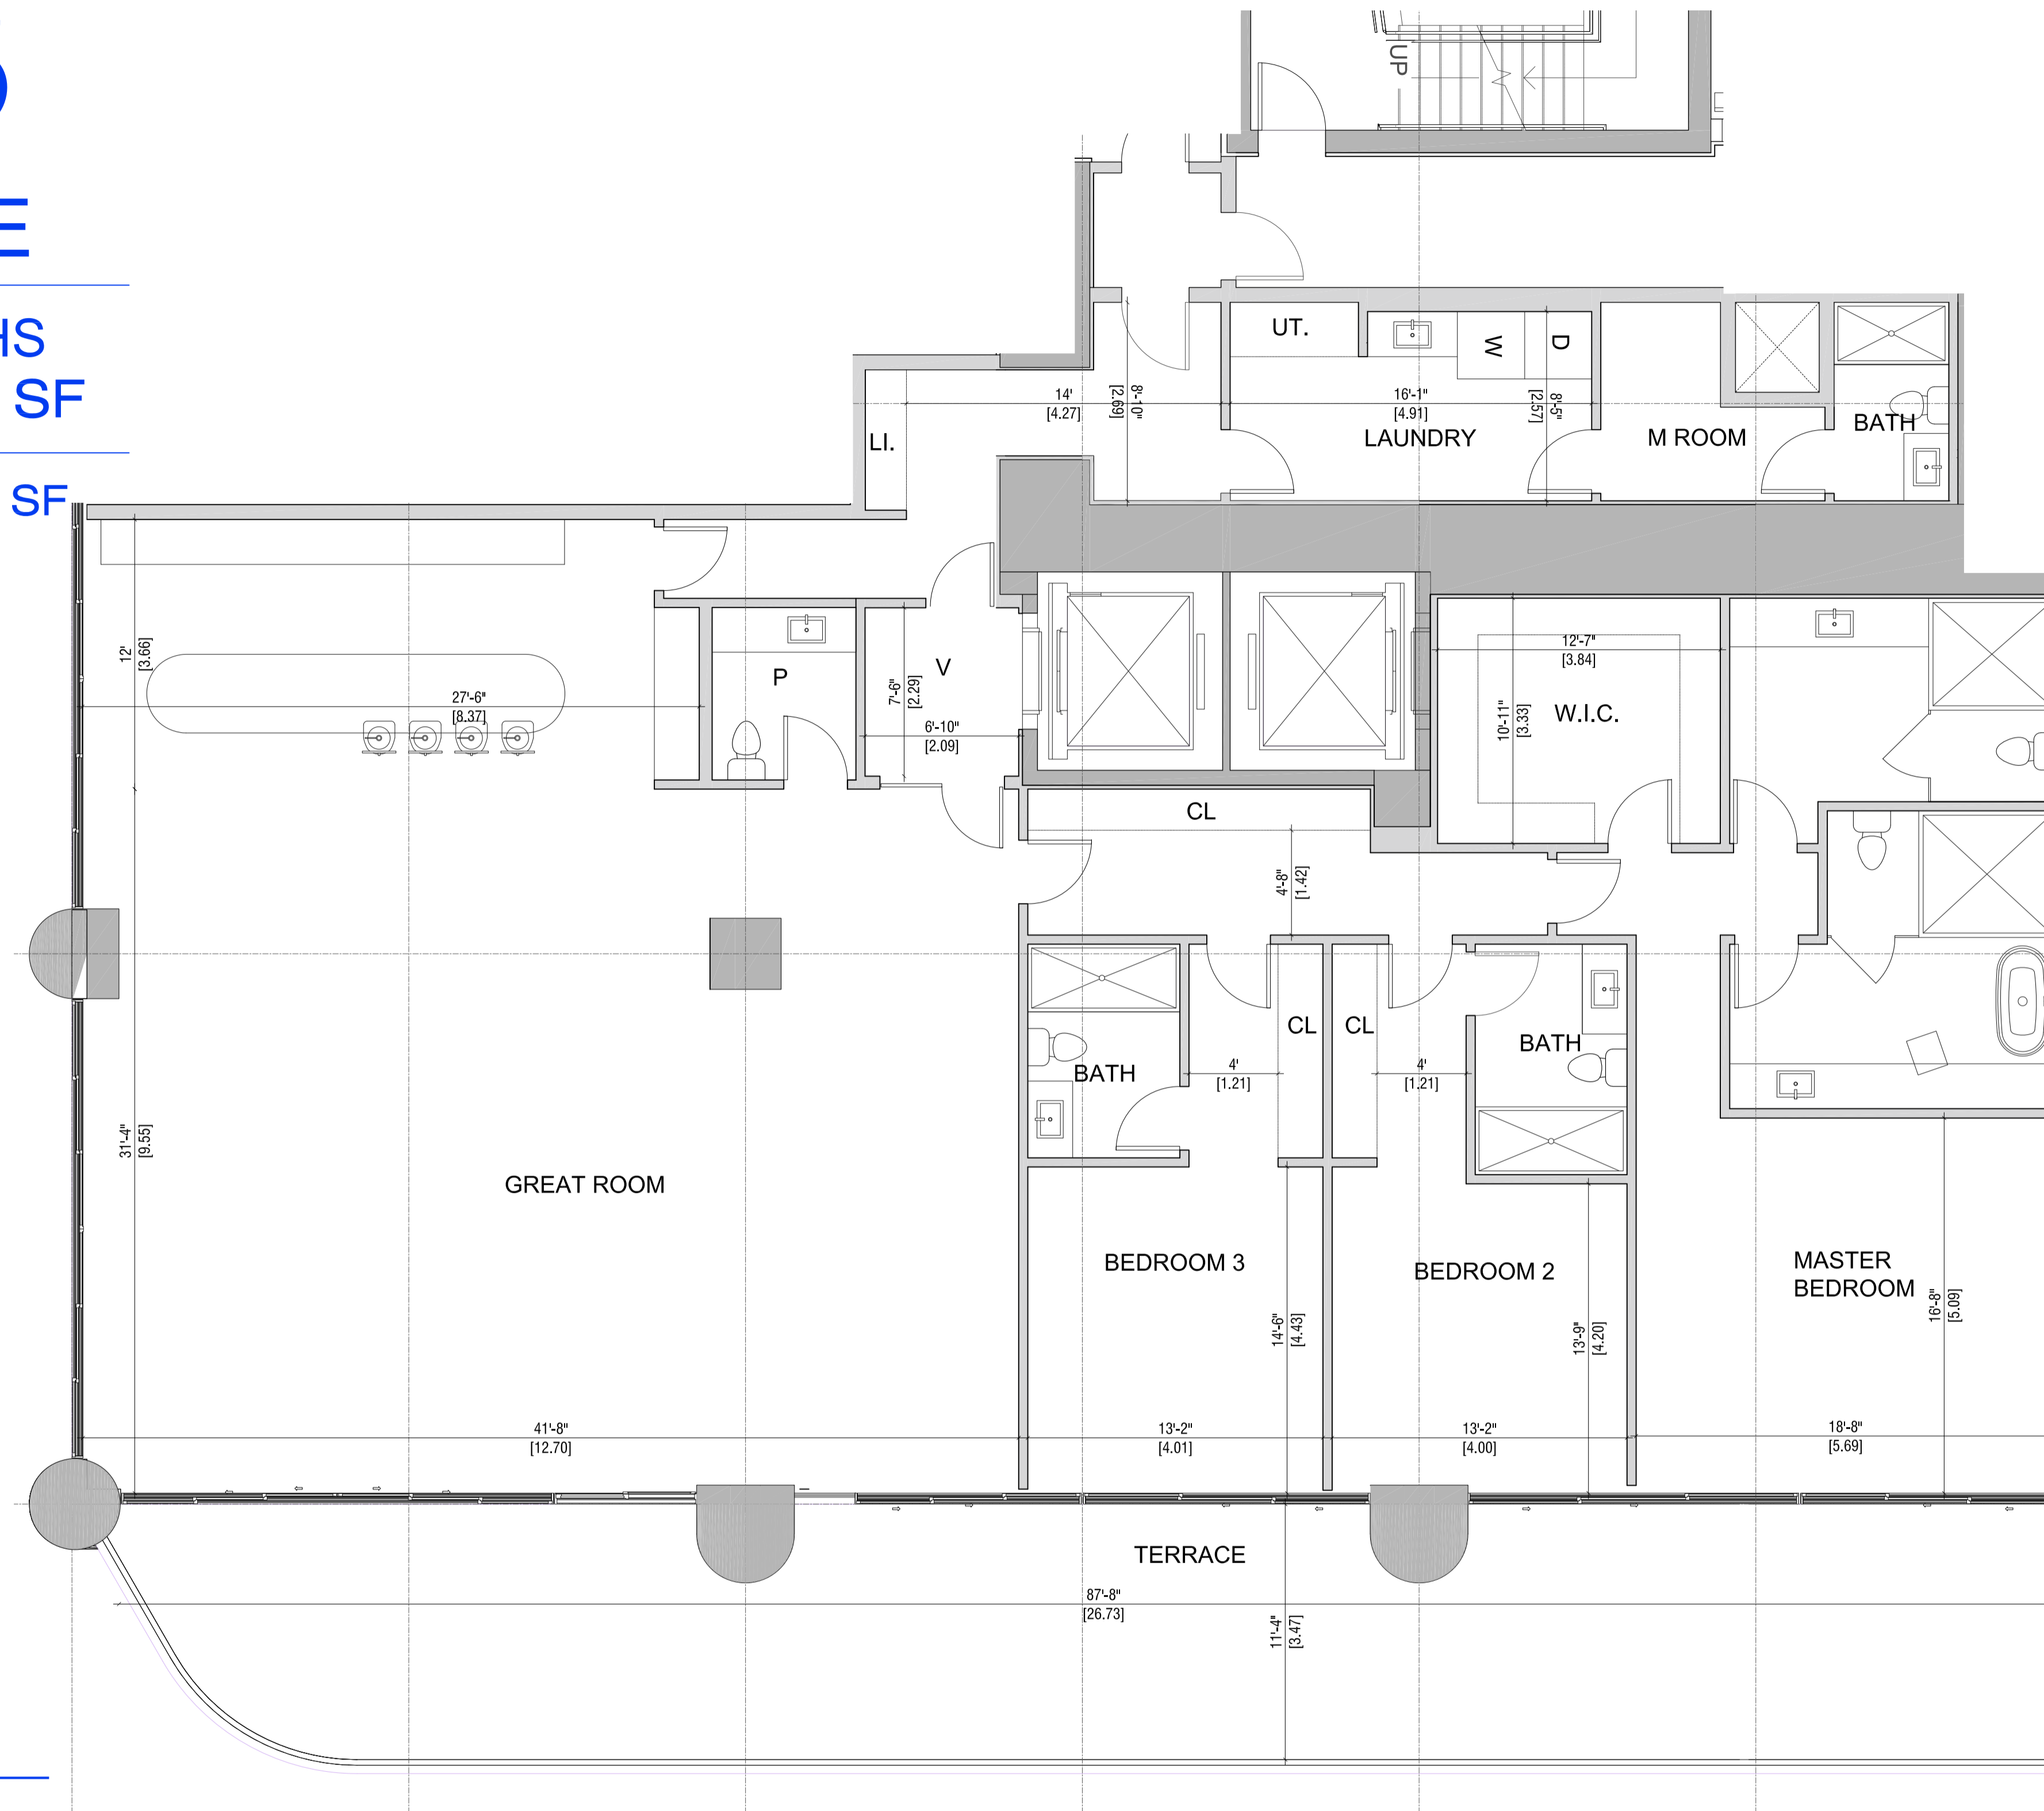 UP
E
HS
SF
SF
UT.
W
D
14'
[4.27]
8'-10"
[2.69]
16'-1"
[4.91]
8'-5"
[2.57]
LI.
LAUNDRY
M ROOM
BATH
12'
[3.66]
27'-6"
[8.37]
P
V
7'-6"
[2.29]
6'-10"
[2.09]
12'-7"
[3.84]
10'-11"
[3.33]
W.I.C.
CL
4'-8"
[1.42]
CL
CL
BATH
4'
[1.21]
4'
[1.21]
BATH
31'-4"
[9.55]
GREAT ROOM
BEDROOM 3
BEDROOM 2
MASTER
BEDROOM
14'-6"
[4.43]
13'-9"
[4.20]
16'-8"
[5.09]
41'-8"
[12.70]
13'-2"
[4.01]
13'-2"
[4.00]
18'-8"
[5.69]
TERRACE
87'-8"
[26.73]
11'-4"
[3.47]